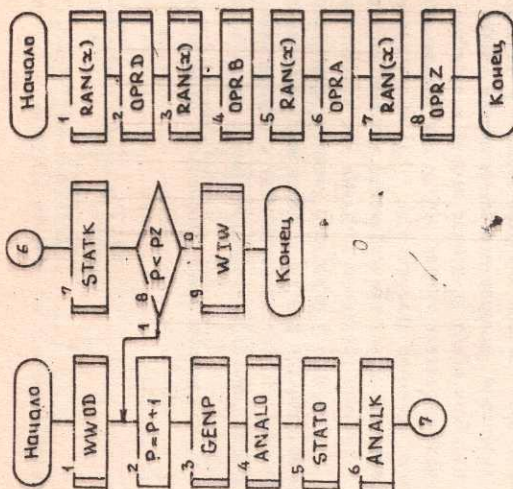 Начало
1
WWOD
2
P=P+1
3
GENP
4
ANALO
5
STATO
6
ANALK
7
6
7
STATK
8
P < PZ
1
0
9
WIW
Конец
Начало
1
RAN(x)
2
OPRD
3
RAN(x)
4
OPRB
5
RAN(x)
6
OPRA
7
RAN(x)
8
OPRZ
Конец